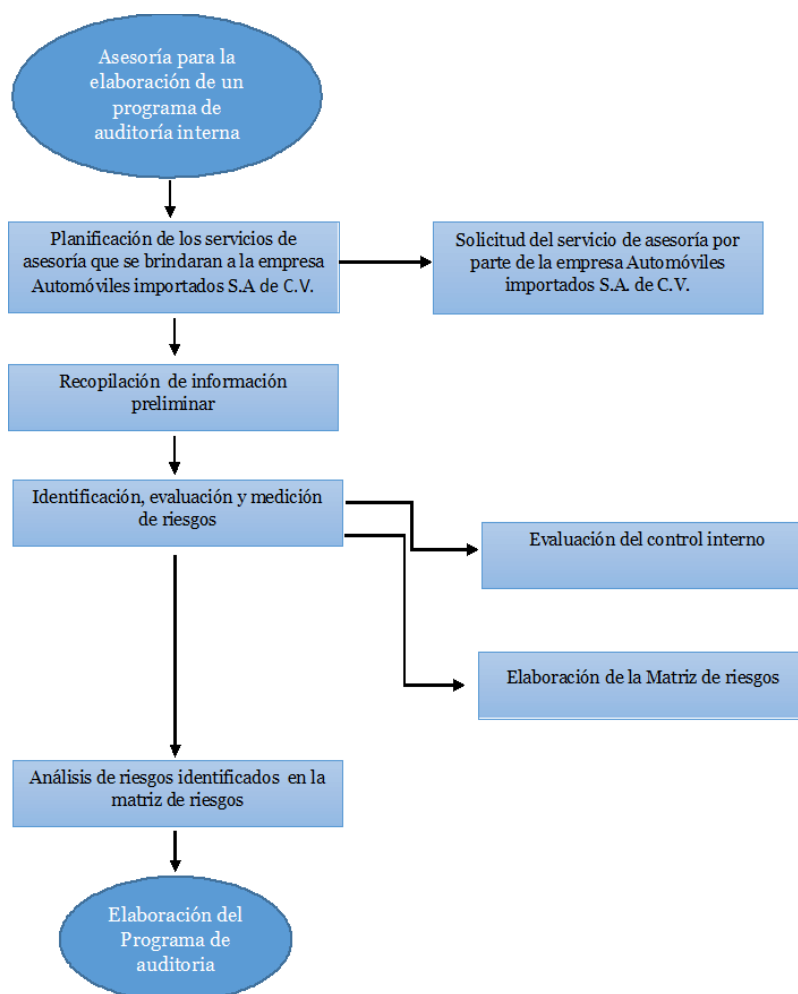 Asesoría para la
elaboración de un
programa de
auditoría interna
Planificación de los servicios de
asesoría que se brindaran a la empresa
Automóviles importados S.A de C.V.
Solicitud del servicio de asesoría por
parte de la empresa Automóviles
importados S.A. de C.V.
Recopilación de información
preliminar
Identificación, evaluación y medición
de riesgos
Evaluación del control interno
Elaboración de la Matriz de riesgos
Análisis de riesgos identificados en la
matriz de riesgos
Elaboración del
Programa de
auditoria